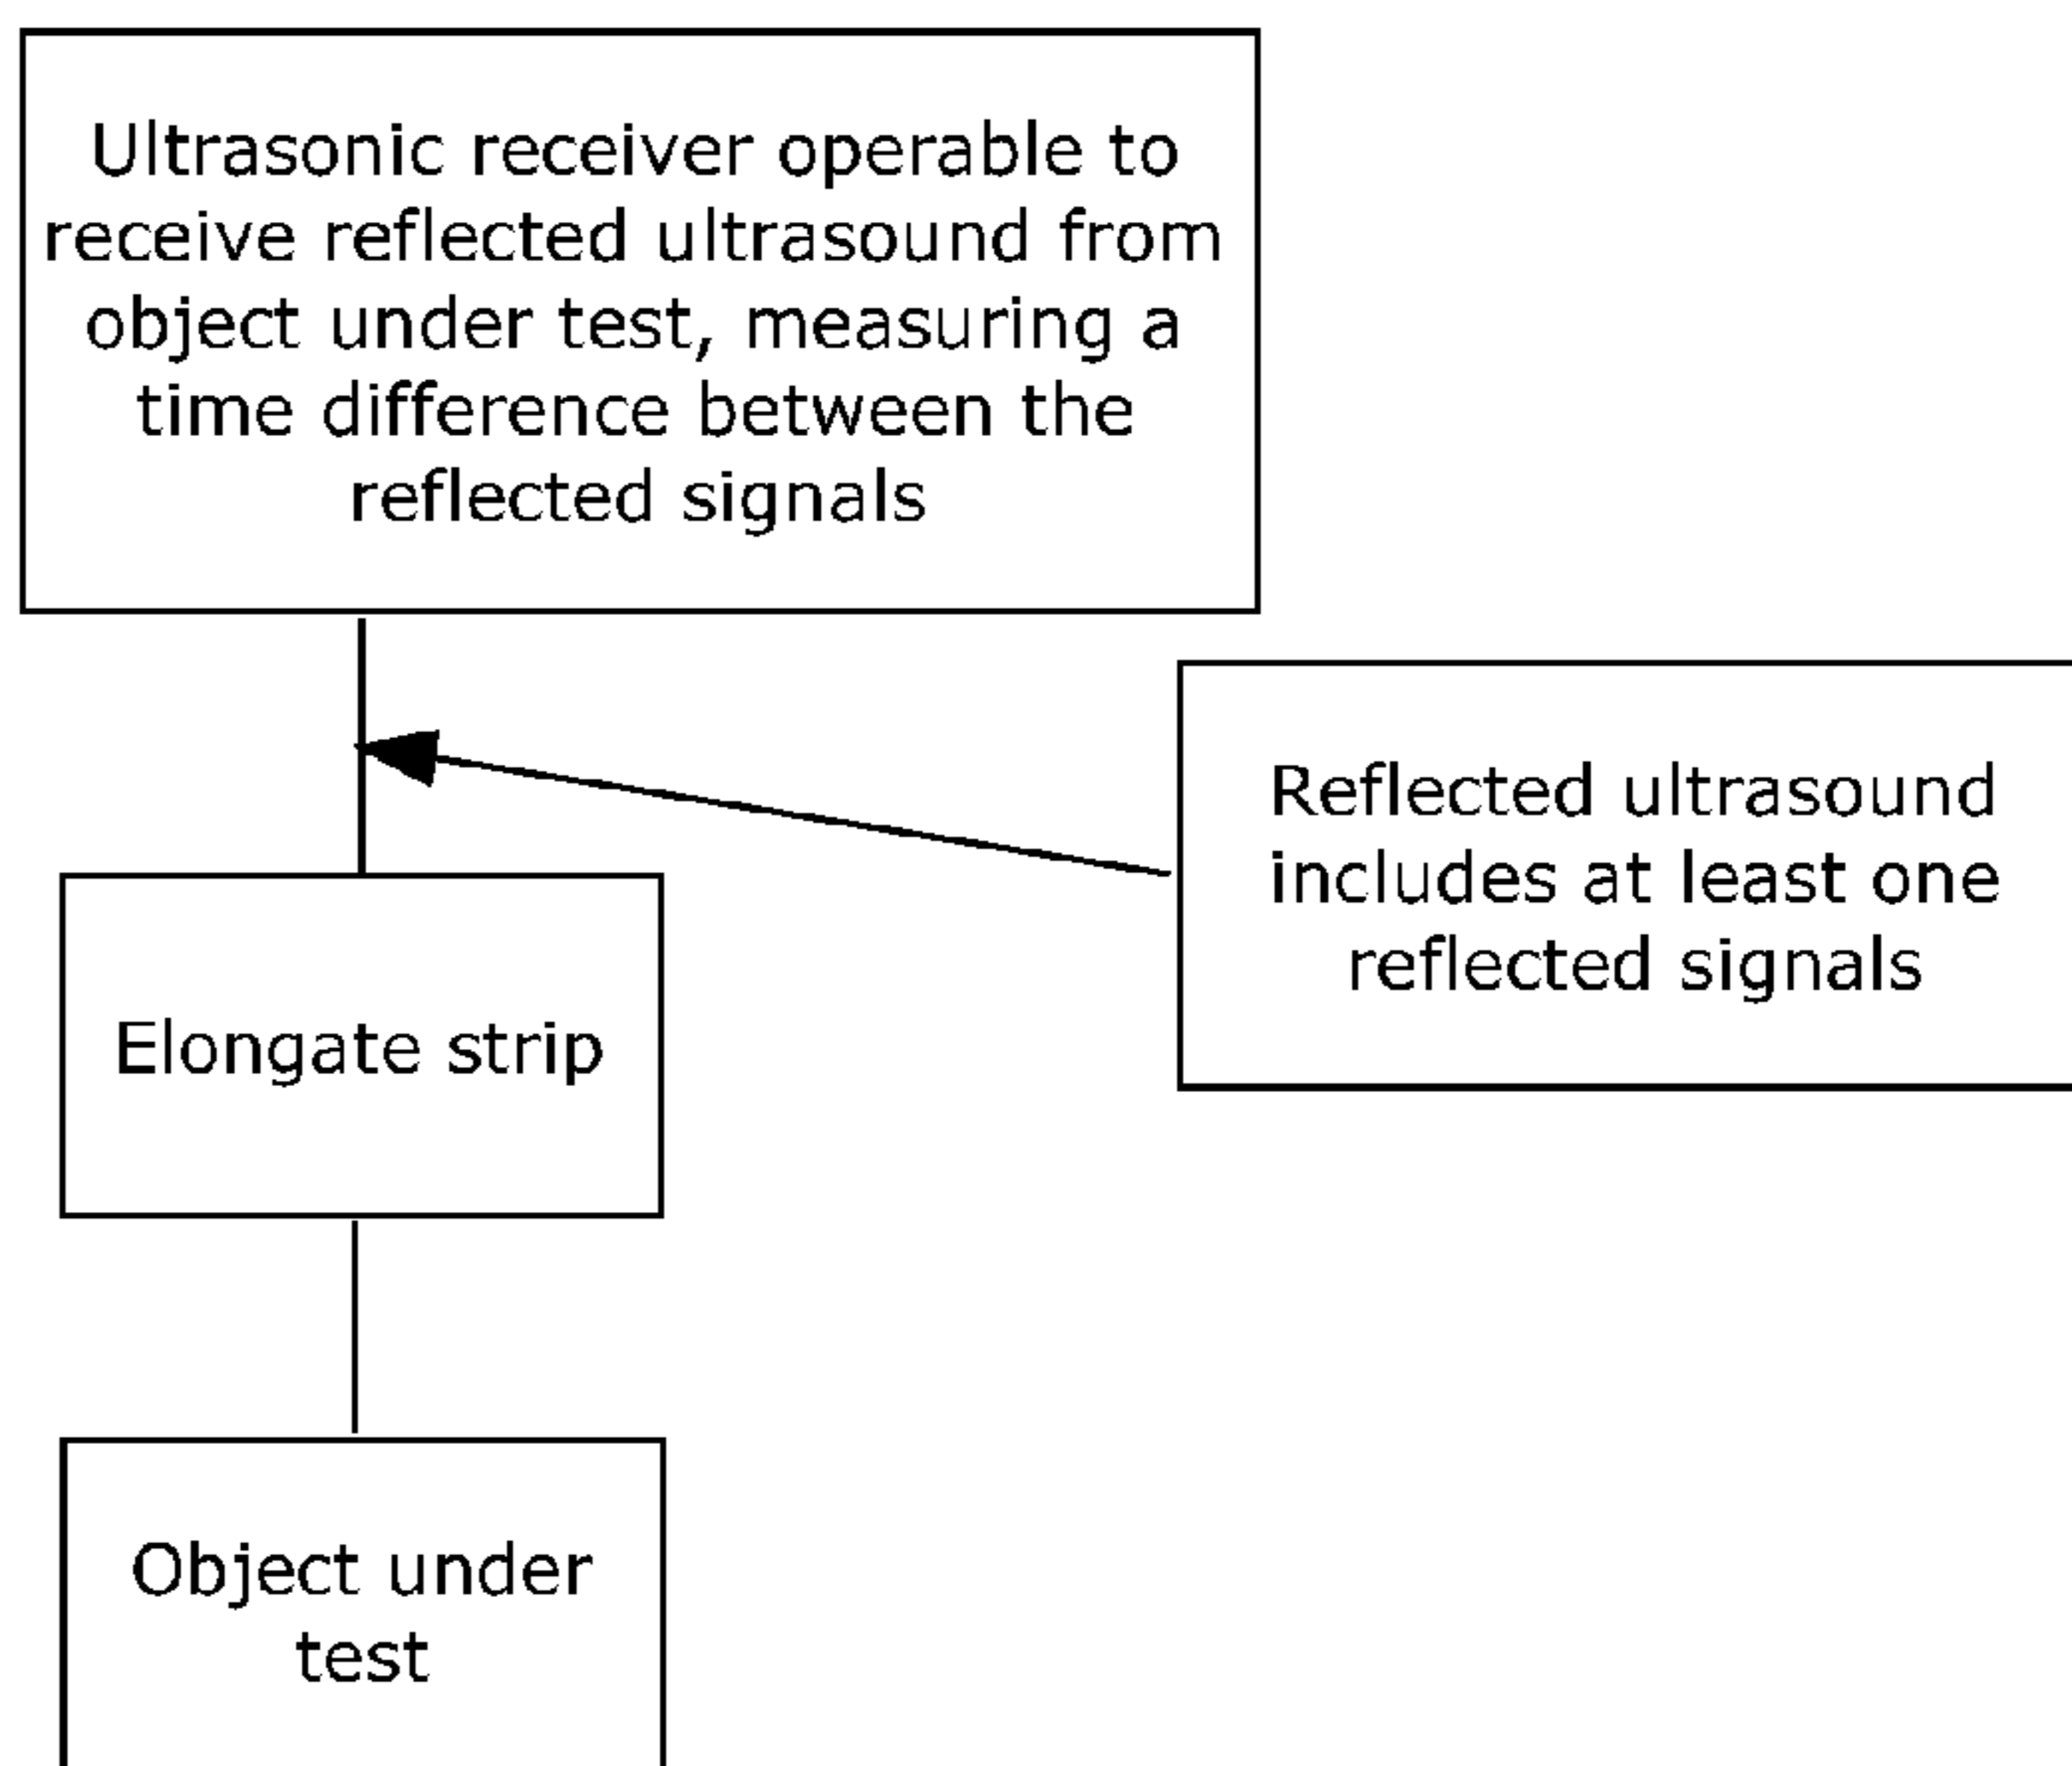 Ultrasonic receiver operable to
receive reflected ultrasound from
object under test, measuring a
time difference between the
reflected signals
Reflected ultrasound
includes at least one
reflected signals
Elongate strip
Object under
test